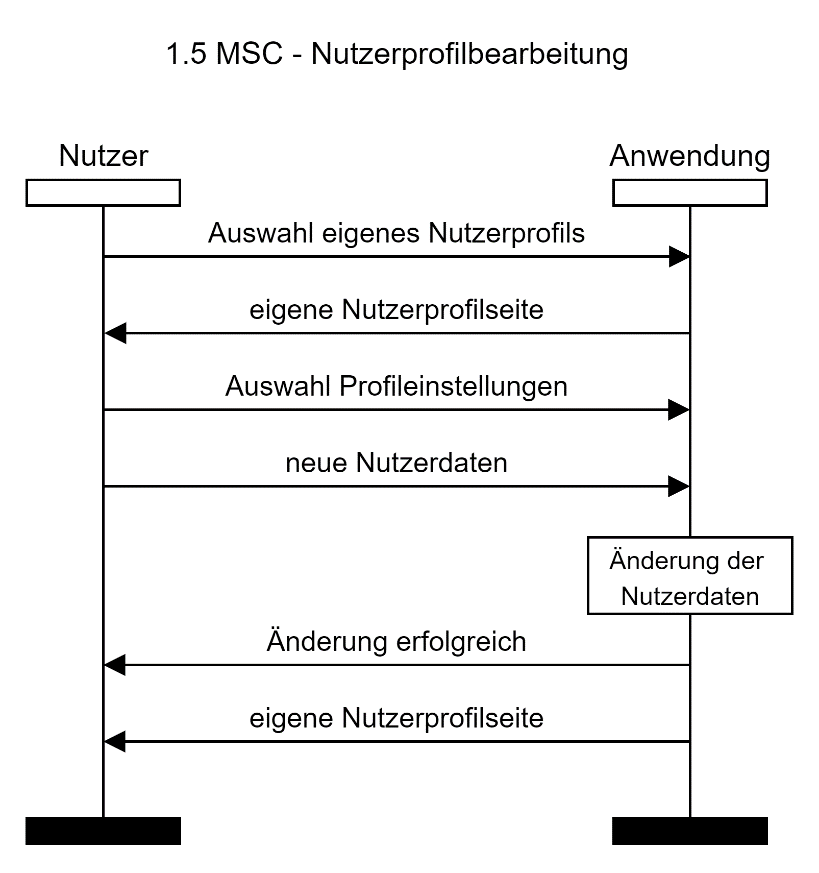 1.5 MSC - Nutzerprofilbearbeitung
Nutzer
Anwendung
Auswahl eigenes Nutzerprofils
eigene Nutzerprofilseite
Auswahl Profileinstellungen
neue Nutzerdaten
Änderung der
Nutzerdaten
Änderung erfolgreich
eigene Nutzerprofilseite